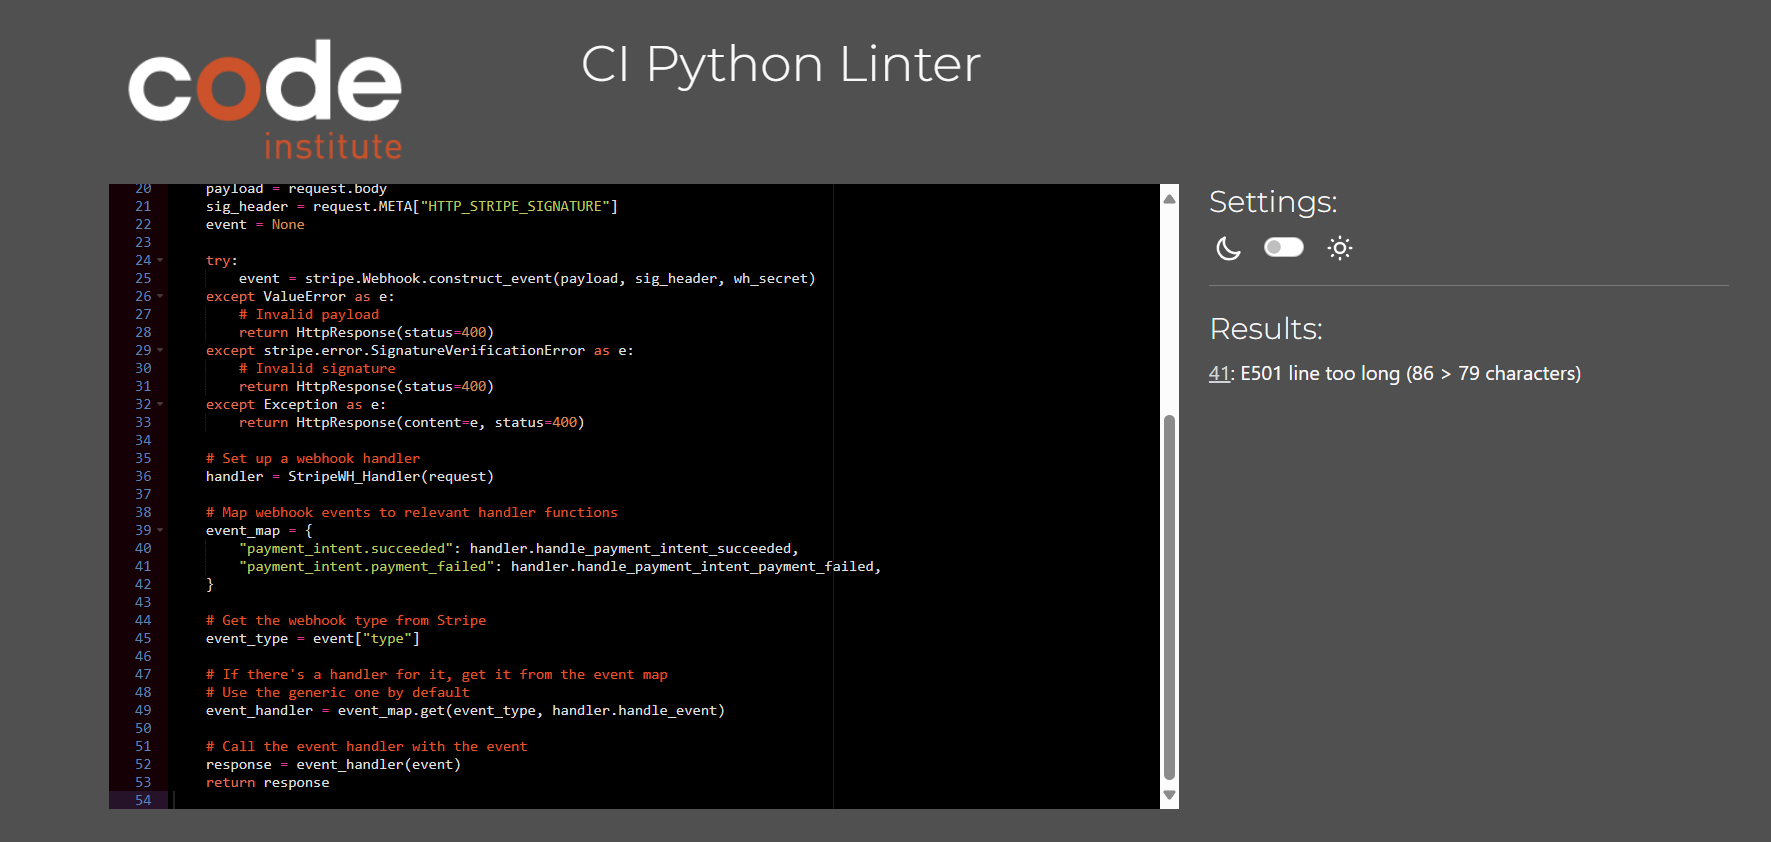 code
institute
CI Python Linter
20 payload = request.body
21 sig_header = request.META["HTTP_STRIPE_SIGNATURE"]
22 event = None
23
24 try:
25 event = stripe.Webhook.construct_event(payload, sig_header, wh_secret)
26 except ValueError as e:
27 # Invalid payload
28 return HttpResponse(status=400)
29 except stripe.error.SignatureVerificationError as e:
30 # Invalid signature
31 return HttpResponse(status=400)
32 except Exception as e:
33 return HttpResponse(content=e, status=400)
34
35 # Set up a webhook handler
36 handler = StripeWH_Handler(request)
37
38 # Map webhook events to relevant handler functions
39 event_map = {
40 "payment_intent.succeeded": handler.handle_payment_intent_succeeded,
41 "payment_intent.payment_failed": handler.handle_payment_intent_payment_failed,
42 }
43
44 # Get the webhook type from Stripe
45 event_type = event["type"]
46
47 # If there's a handler for it, get it from the event map
48 # Use the generic one by default
49 event_handler = event_map.get(event_type, handler.handle_event)
50
51 # Call the event handler with the event
52 response = event_handler(event)
53 return response
54
Settings:
Results:
41: E501 line too long (86 > 79 characters)